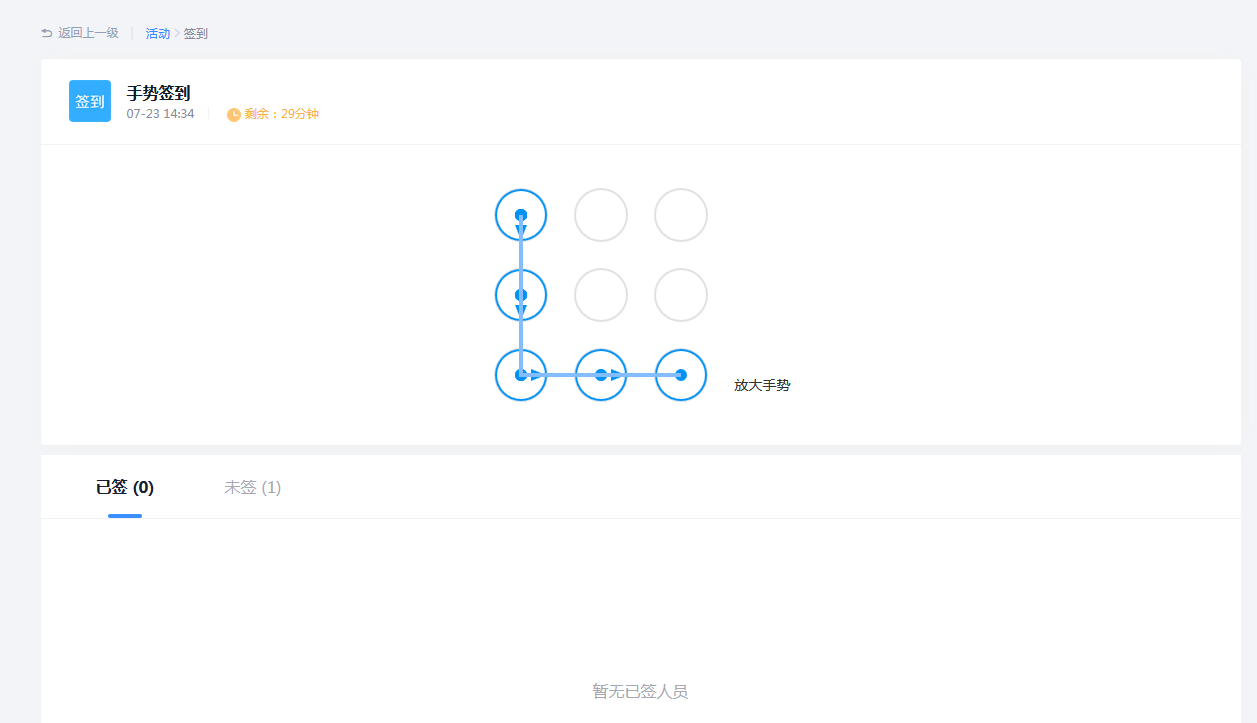 返回上一级 活动 签到
签到
手势签到
07-23 14:34 剩余：29分钟
放大手势
已签 (0) 未签 (1)
暂无已签人员